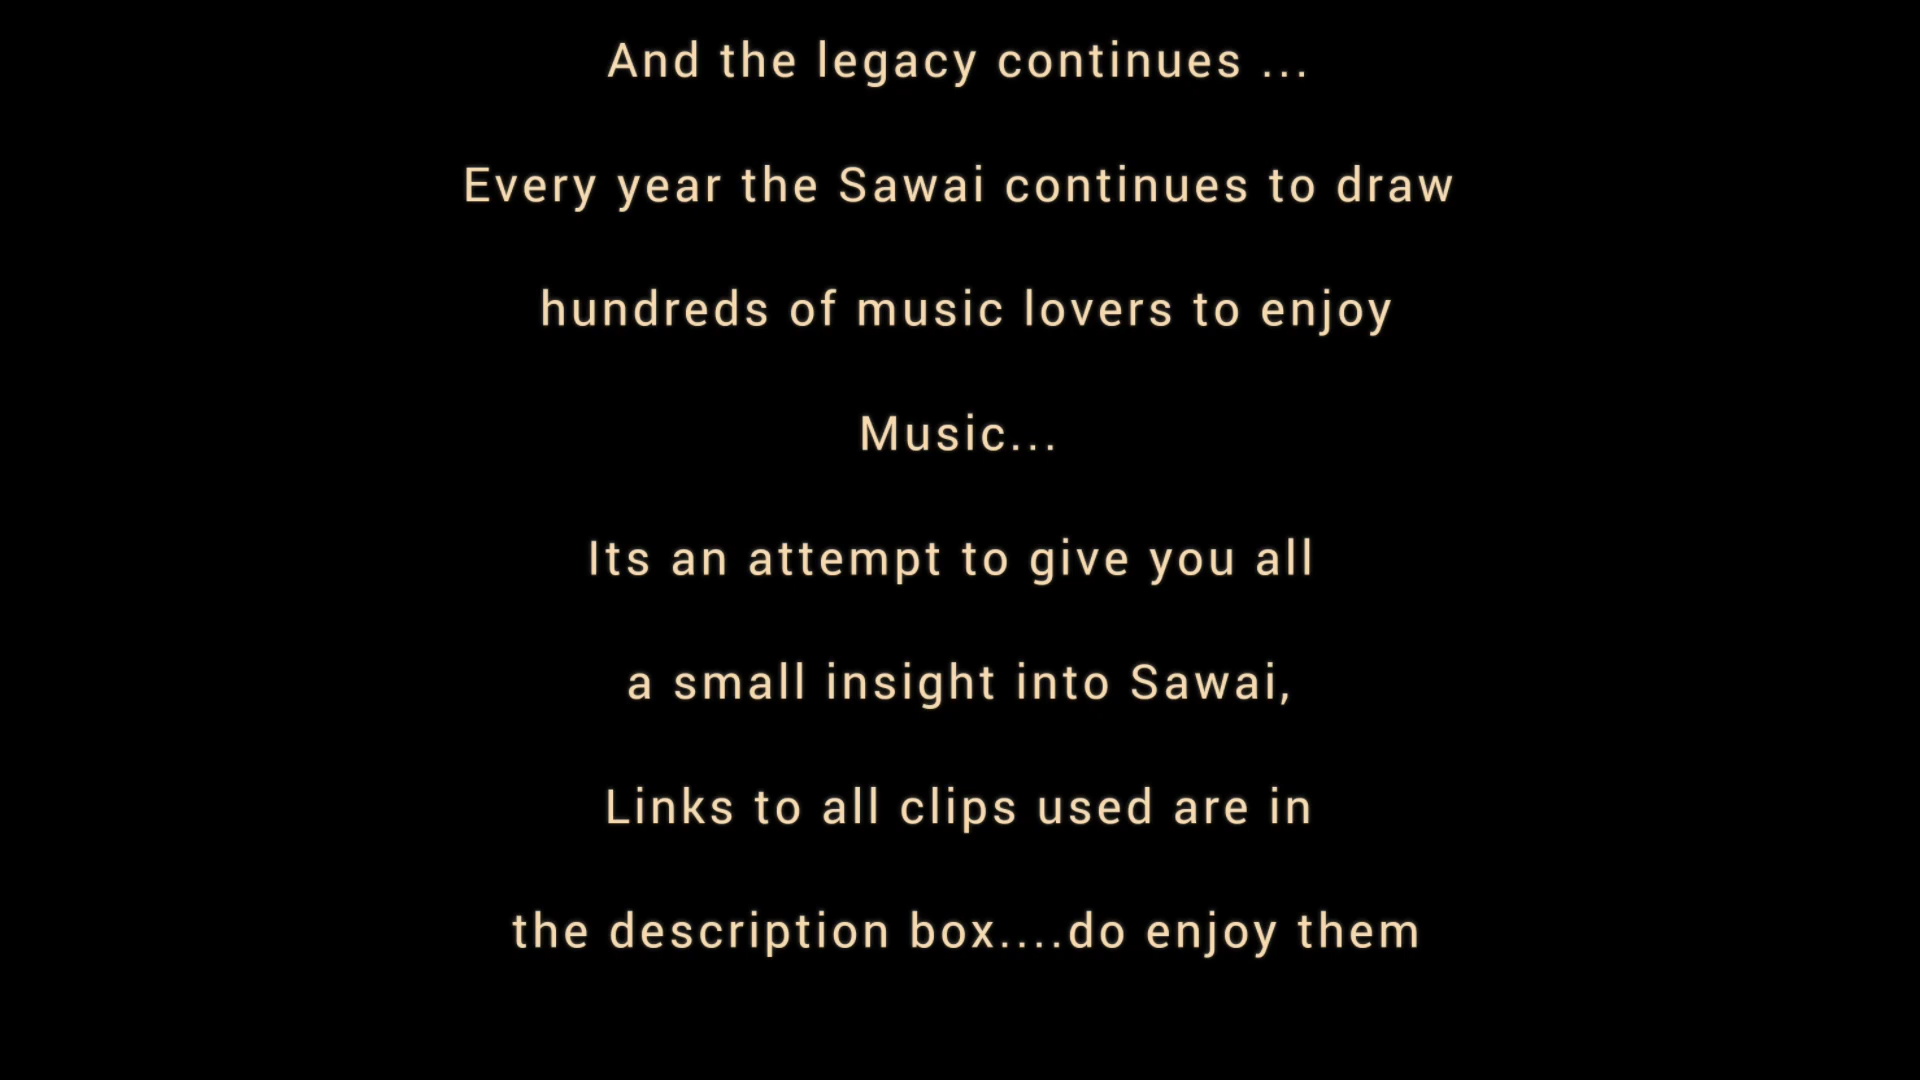 And the legacy continues ...
Every year the Sawai continues to draw
hundreds of music lovers to enjoy
Music...
Its an attempt to give you all
a small insight into Sawai,
Links to all clips used are in
the description box....do enjoy them